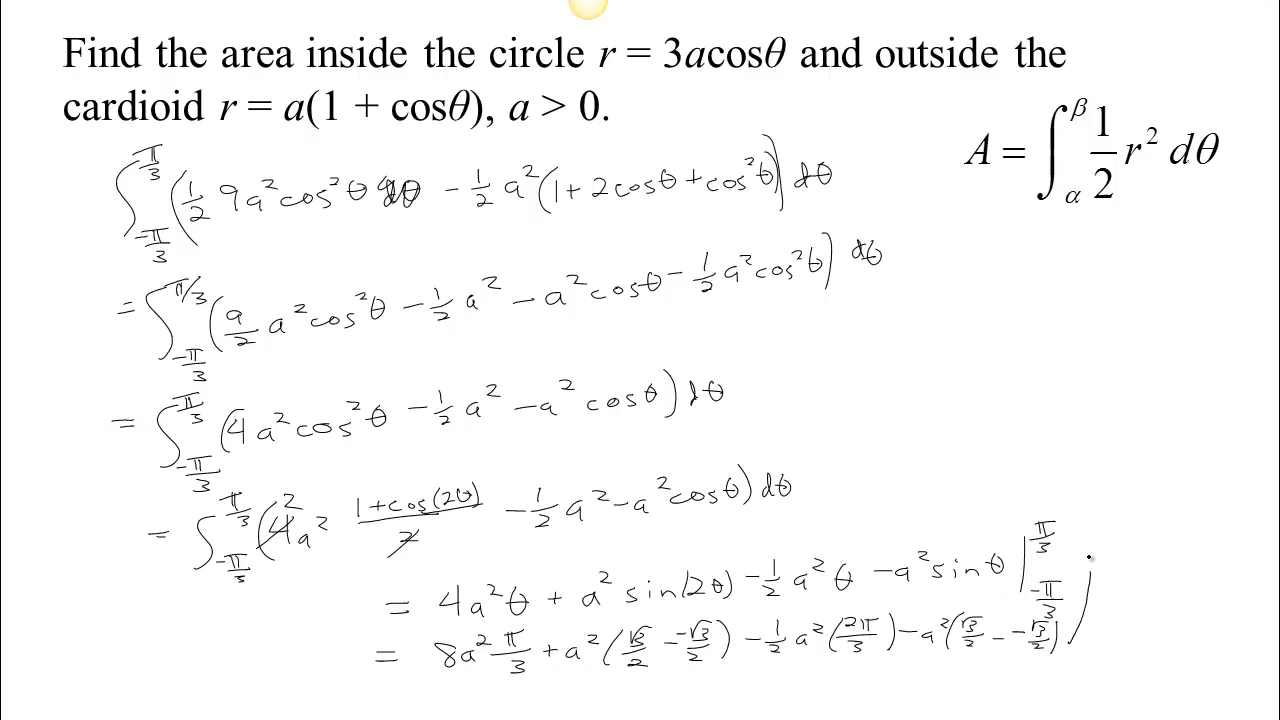 Find the area inside the circle r = 3acosθ and outside the
cardioid r = a(1 + cosθ), a > 0.
A = ∫_α^β 1/2 r² dθ
∫_{-π/3}^{π/3} (1/2 9a²cos²θ dθ - 1/2 a²(1+2cosθ+cos²θ)) dθ
= ∫_{-π/3}^{π/3} (9/2 a²cos²θ - 1/2 a² - a²cosθ - 1/2 a²cos²θ) dθ
= ∫_{-π/3}^{π/3} (4a²cos²θ - 1/2 a² - a²cosθ) dθ
= ∫_{-π/3}^{π/3} (4 2 a² (1+cos(2θ))/2 - 1/2 a² - a²cosθ) dθ
= 4a²θ + a² sin(2θ) - 1/2 a²θ - a²sinθ |_{-π/3}^{π/3}
= 8a² π/3 + a²(√3/2 - -√3/2) - 1/2 a²(2π/3) - a²(√3/2 - -√3/2)